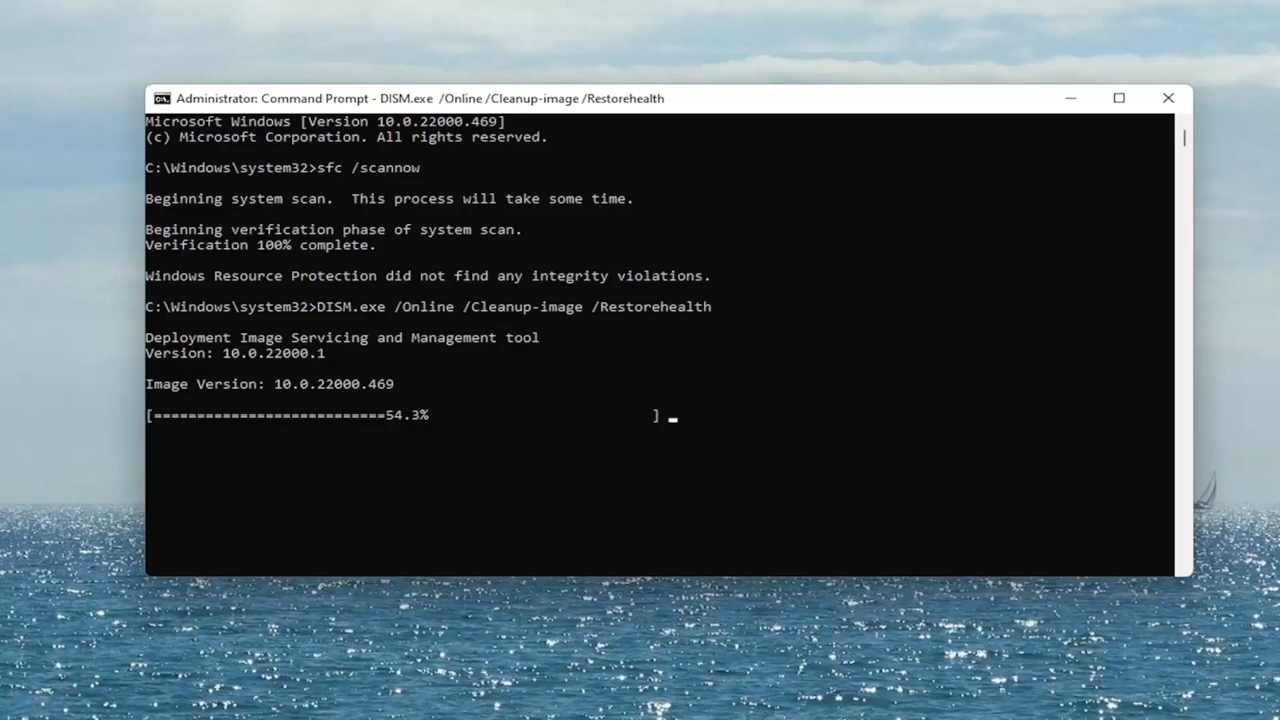 Administrator: Command Prompt - DISM.exe /Online /Cleanup-image /Restorehealth
Microsoft Windows [Version 10.0.22000.469]
(c) Microsoft Corporation. All rights reserved.
C:\Windows\system32>sfc /scannow
Beginning system scan.  This process will take some time.
Beginning verification phase of system scan.
Verification 100% complete.
Windows Resource Protection did not find any integrity violations.
C:\Windows\system32>DISM.exe /Online /Cleanup-image /Restorehealth
Deployment Image Servicing and Management tool
Version: 10.0.22000.1
Image Version: 10.0.22000.469
[===========================54.3%                          ]